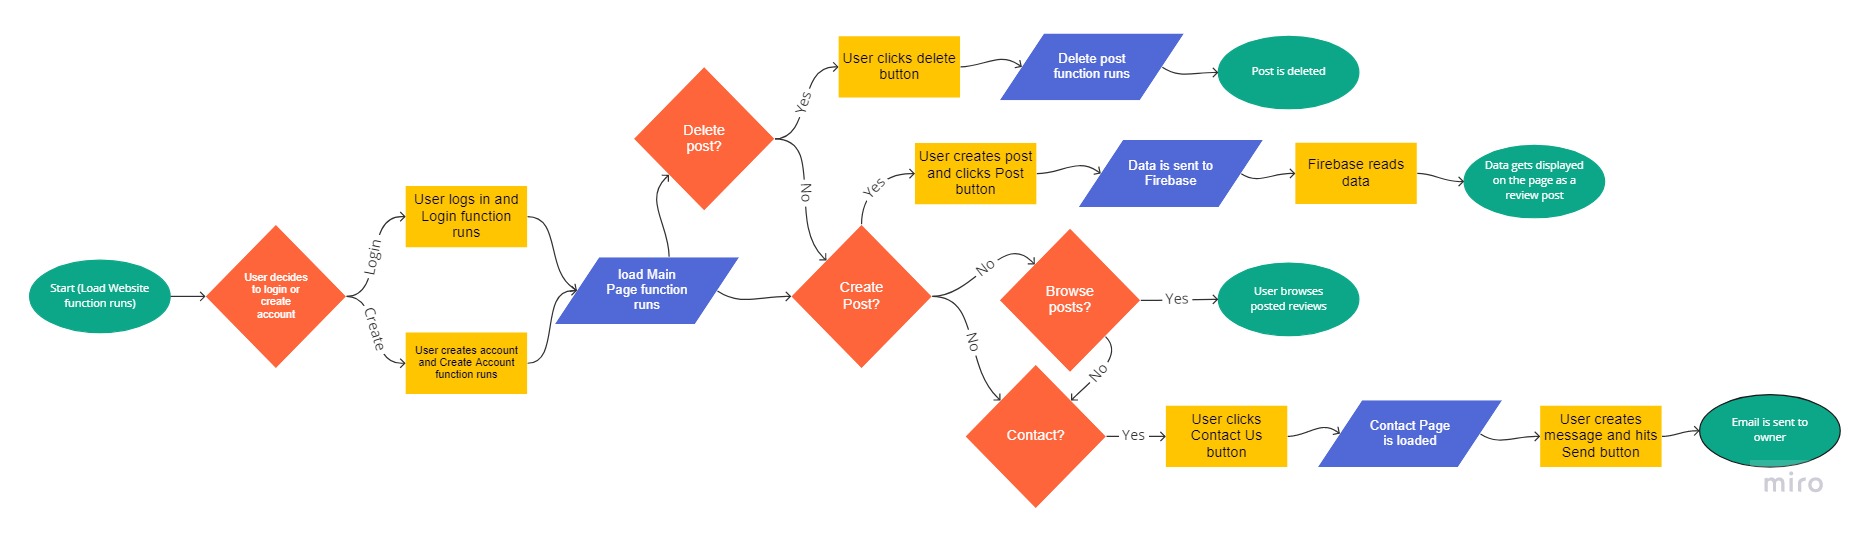 Start (Load Website
function runs)
User decides
to login or
create
account
Login
Create
User logs in and
Login function
runs
User creates account
and Create Account
function runs
load Main
Page function
runs
Delete
post?
Yes
No
User clicks delete
button
Delete post
function runs
Post is deleted
Create
Post?
Yes
User creates post
and clicks Post
button
Data is sent to
Firebase
Firebase reads
data
Data gets displayed
on the page as a
review post
No
No
Browse
posts?
Yes
User browses
posted reviews
No
Contact?
Yes
User clicks
Contact Us
button
Contact Page
is loaded
User creates
message and hits
Send button
Email is sent to
owner
miro